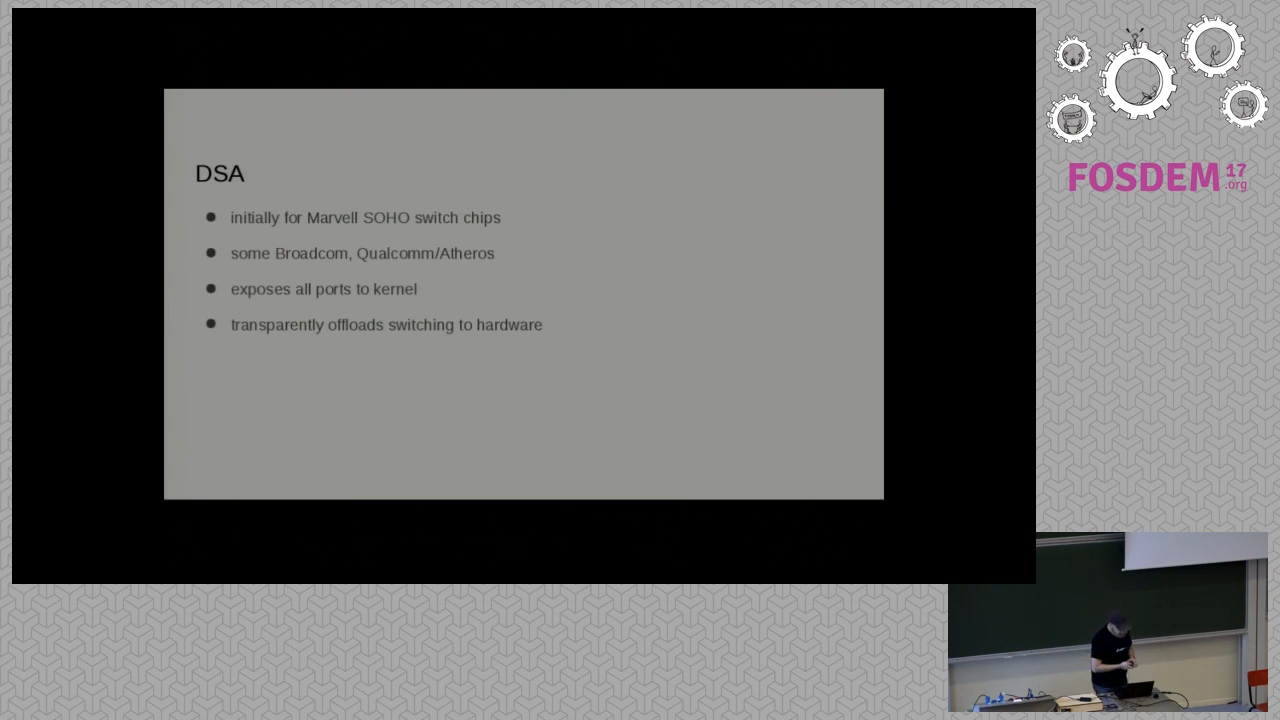 DSA
initially for Marvell SOHO switch chips
some Broadcom, Qualcomm/Atheros
exposes all ports to kernel
transparently offloads switching to hardware
FOSDEM 17
.org